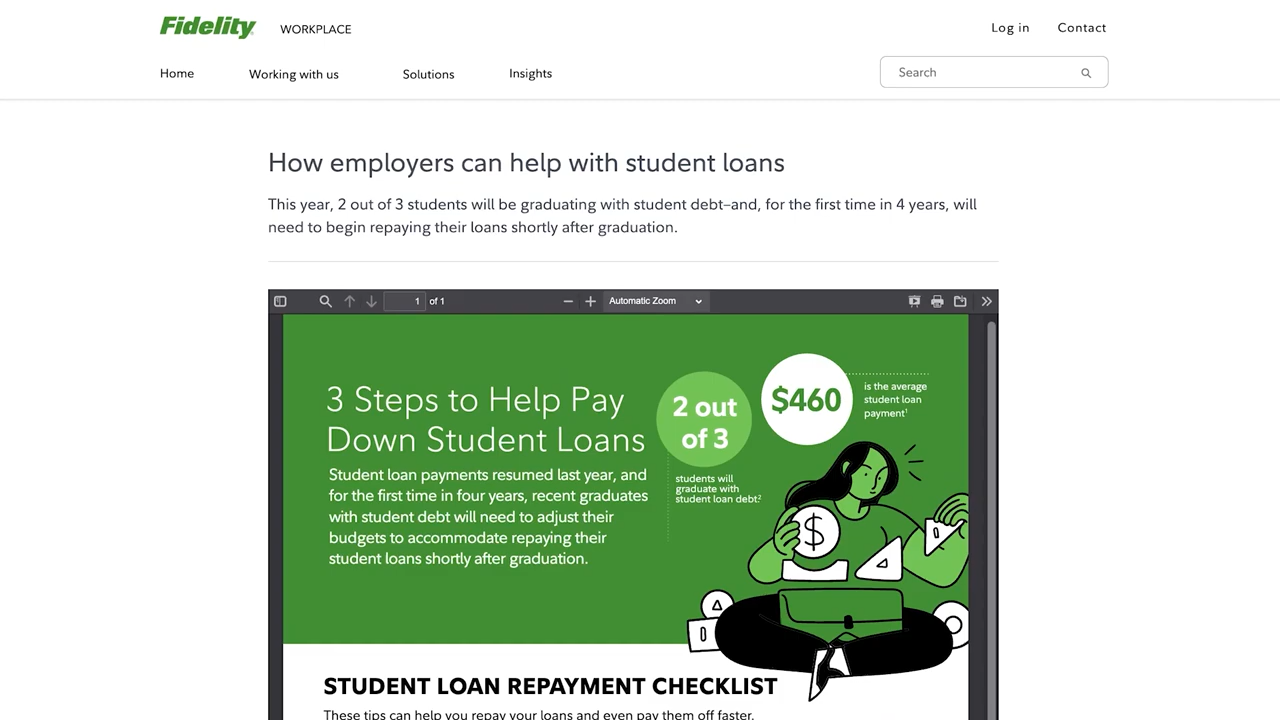 Fidelity
WORKPLACE
Log in
Contact
Home
Working with us
Solutions
Insights
Search
How employers can help with student loans
This year, 2 out of 3 students will be graduating with student debt–and, for the first time in 4 years, will
need to begin repaying their loans shortly after graduation.
1 of 1
Automatic Zoom
3 Steps to Help Pay
Down Student Loans
Student loan payments resumed last year, and
for the first time in four years, recent graduates
with student debt will need to adjust their
budgets to accommodate repaying their
student loans shortly after graduation.
2 out
of 3
students will
graduate with
student loan debt.²
$460
is the average
student loan
payment¹
$
STUDENT LOAN REPAYMENT CHECKLIST
These tips can help you repay your loans and even pay them off faster.